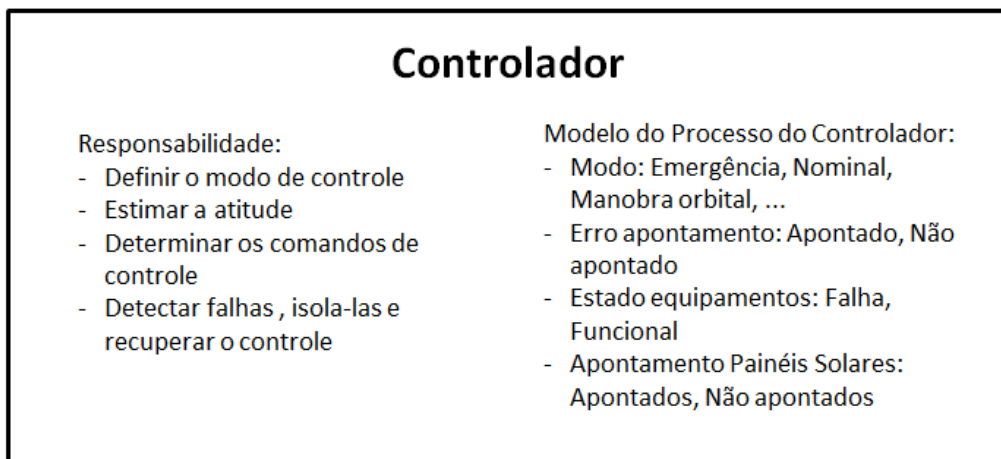 Controlador
Responsabilidade:
- Definir o modo de controle
- Estimar a atitude
- Determinar os comandos de
controle
- Detectar falhas , isola-las e
recuperar o controle
Modelo do Processo do Controlador:
- Modo: Emergência, Nominal,
Manobra orbital, ...
- Erro apontamento: Apontado, Não
apontado
- Estado equipamentos: Falha,
Funcional
- Apontamento Painéis Solares:
Apontados, Não apontados